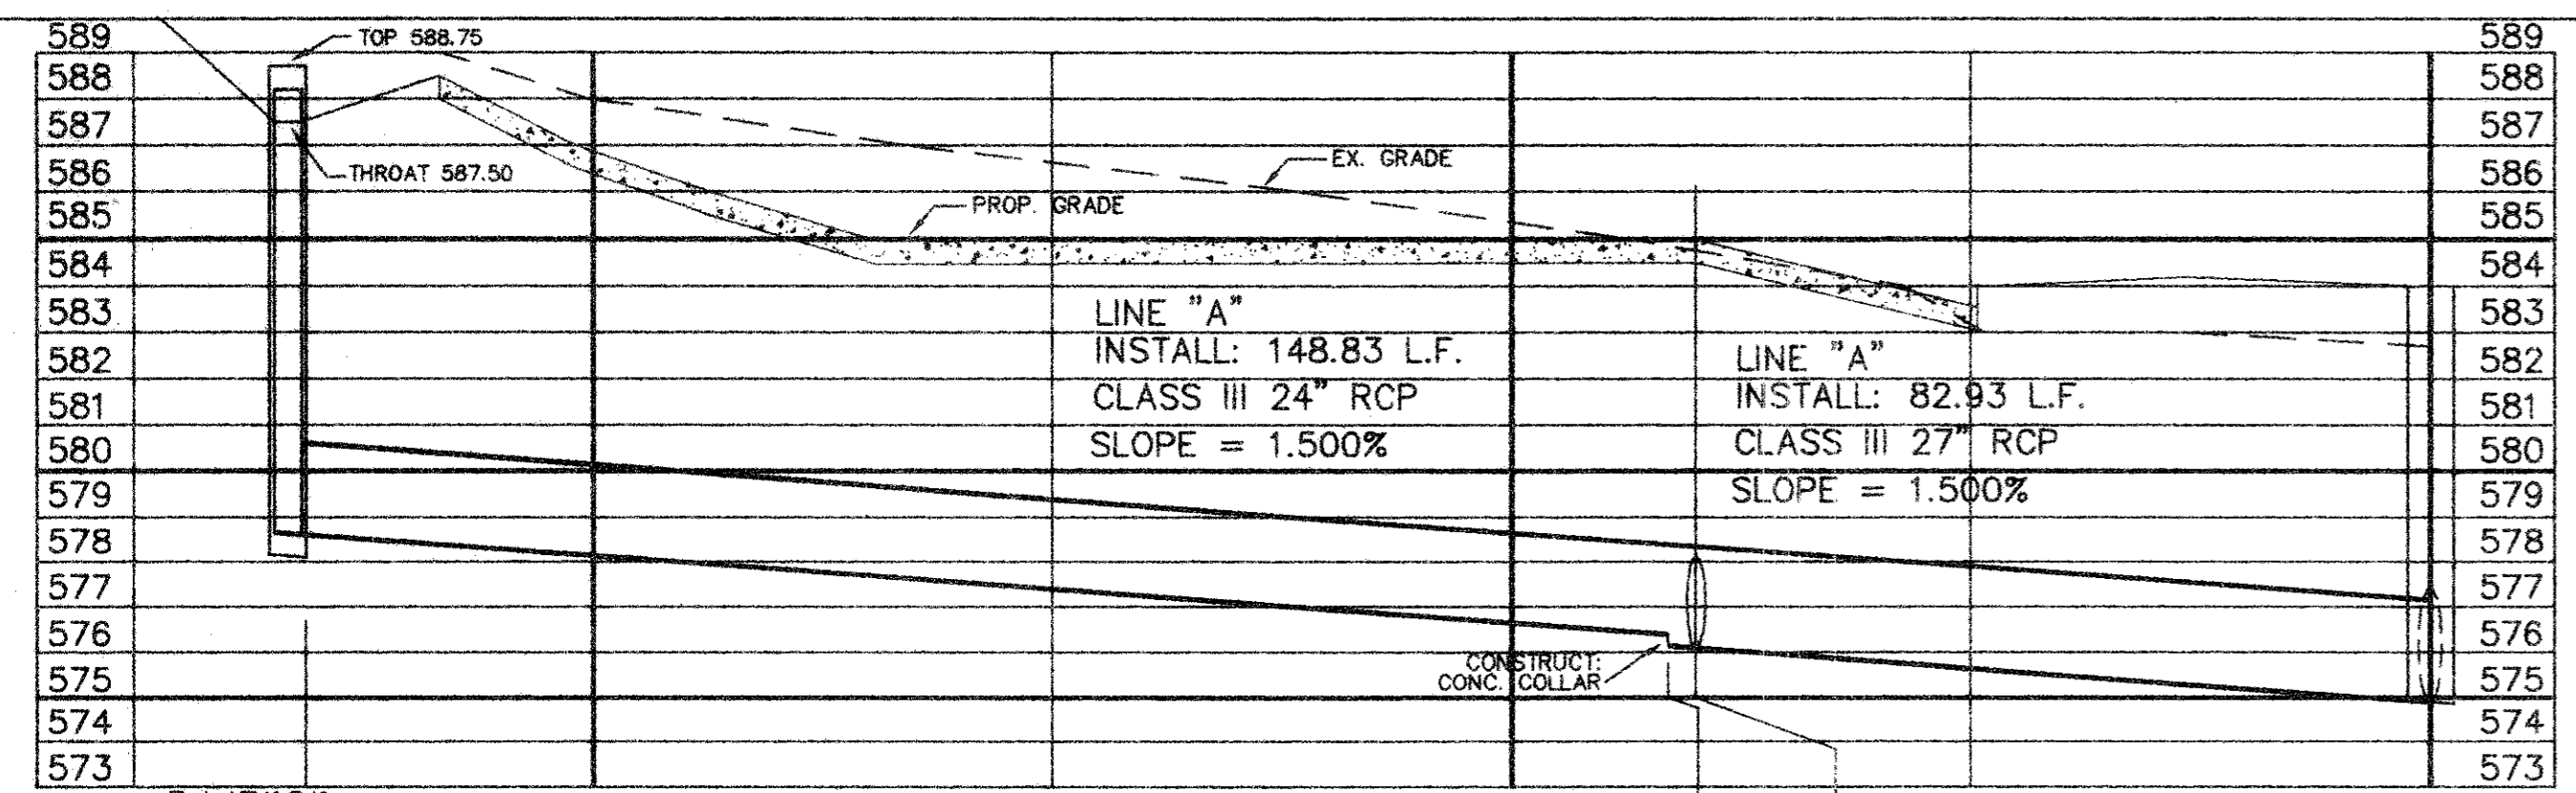 589
TOP 588.75
589
588
588
587
587
THROAT 587.50
586
EX. GRADE
586
585
PROP. GRADE
585
584
584
583
LINE "A"
INSTALL: 148.83 L.F.
CLASS III 24" RCP
SLOPE = 1.500%
583
582
LINE "A"
INSTALL: 82.93 L.F.
CLASS III 27" RCP
SLOPE = 1.500%
582
581
581
580
580
579
579
578
578
577
577
576
576
CONSTRUCT:
CONC. COLLAR
575
575
574
574
573
573